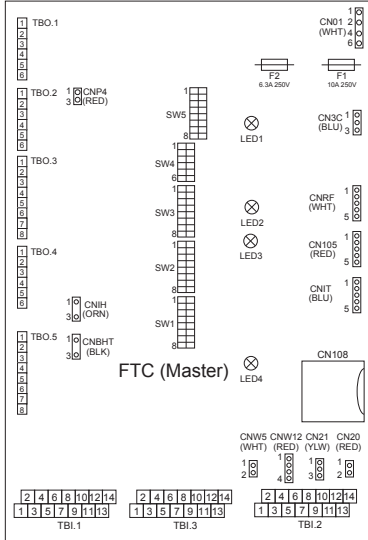 TBO.1
1
2
3
4
5
6
CN01
(WHT)
1
2
4
6
F2
6.3A 250V
F1
10A 250V
TBO.2
1
2
3
4
5
6
CNP4
(RED)
1
3
SW5
1
8
LED1
CN3C
(BLU)
1
3
TBO.3
1
2
3
4
5
6
7
8
SW4
1
6
SW3
1
8
LED2
LED3
CNRF
(WHT)
1
5
CN105
(RED)
1
5
TBO.4
1
2
3
4
5
6
SW2
1
8
CNIT
(BLU)
1
5
CNIH
(ORN)
1
3
SW1
1
8
TBO.5
1
2
3
4
5
6
7
8
CNBHT
(BLK)
1
3
FTC (Master)
LED4
CN108
CNW5
(WHT)
1
2
CNW12
(RED)
1
4
CN21
(YLW)
1
3
CN20
(RED)
1
2
2 4 6 8 10 12 14
1 3 5 7 9 11 13
TBI.1
2 4 6 8 10 12 14
1 3 5 7 9 11 13
TBI.3
2 4 6 8 10 12 14
1 3 5 7 9 11 13
TBI.2